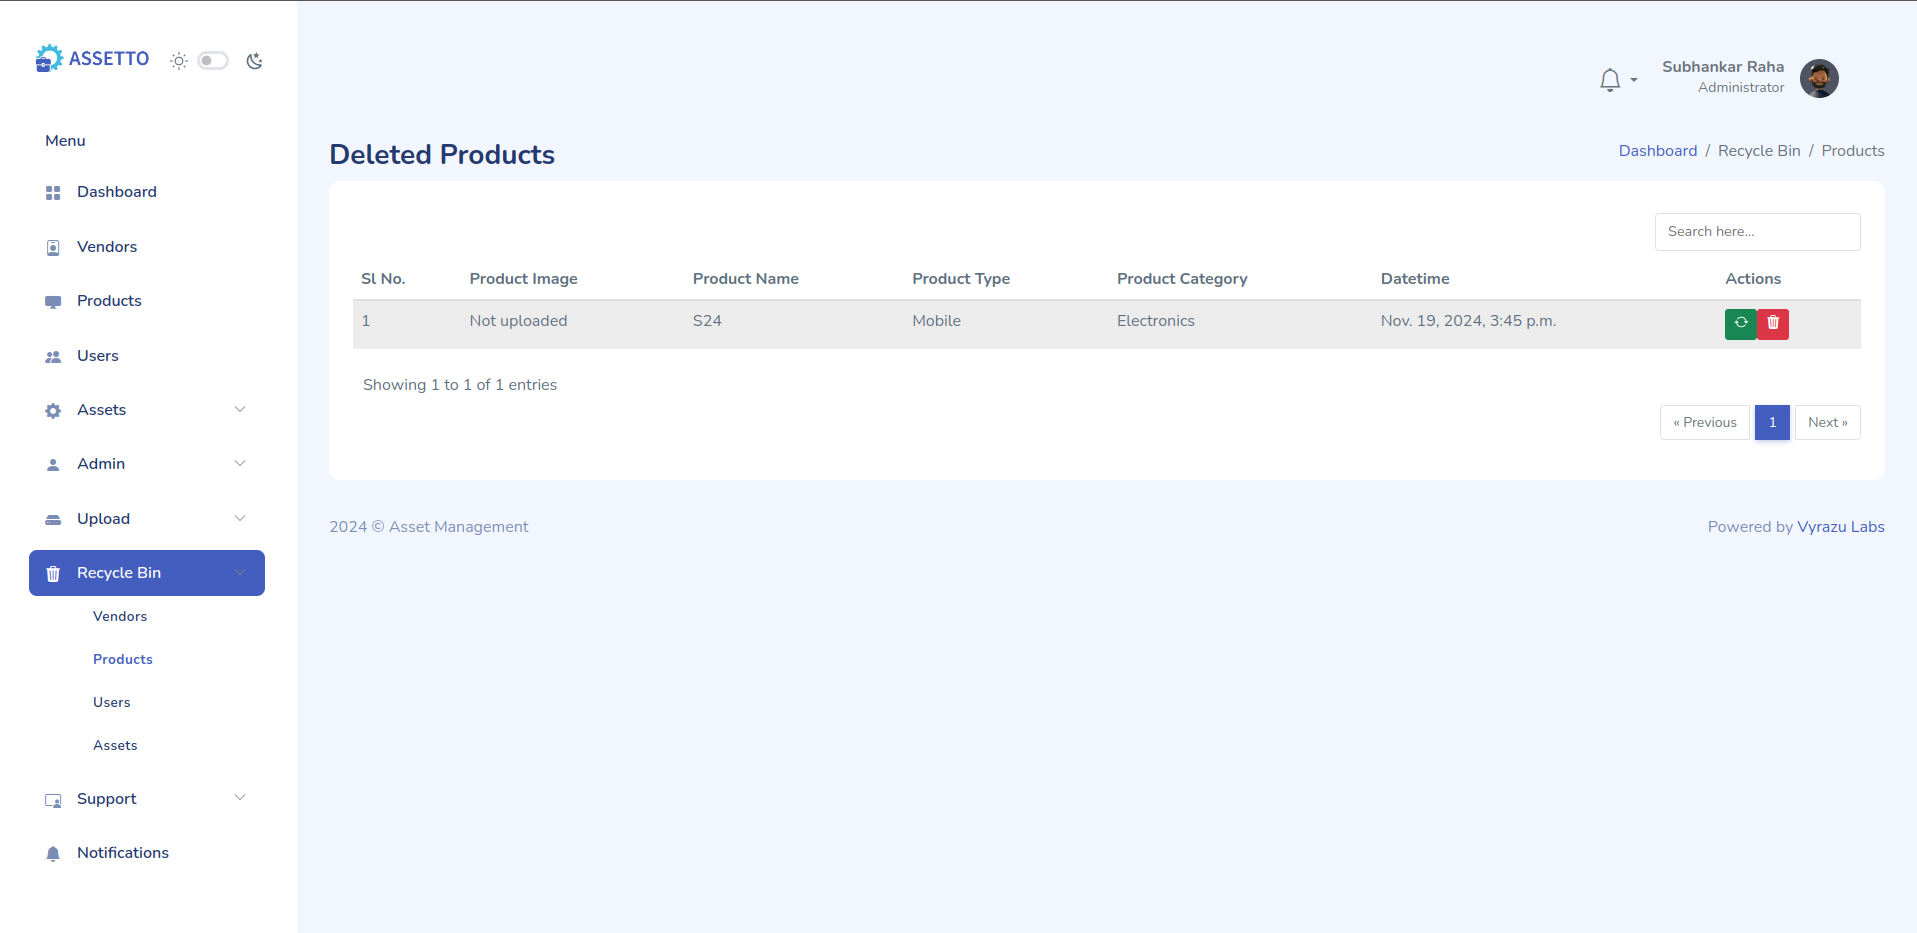 ASSETTO
Menu
Dashboard
Vendors
Products
Users
Assets
Admin
Upload
Recycle Bin
Vendors
Products
Users
Assets
Support
Notifications
Subhankar Raha
Administrator
Deleted Products
Dashboard / Recycle Bin / Products
Search here...
Sl No. Product Image Product Name Product Type Product Category Datetime Actions
1 Not uploaded S24 Mobile Electronics Nov. 19, 2024, 3:45 p.m.
Showing 1 to 1 of 1 entries
« Previous 1 Next »
2024 © Asset Management
Powered by Vyrazu Labs